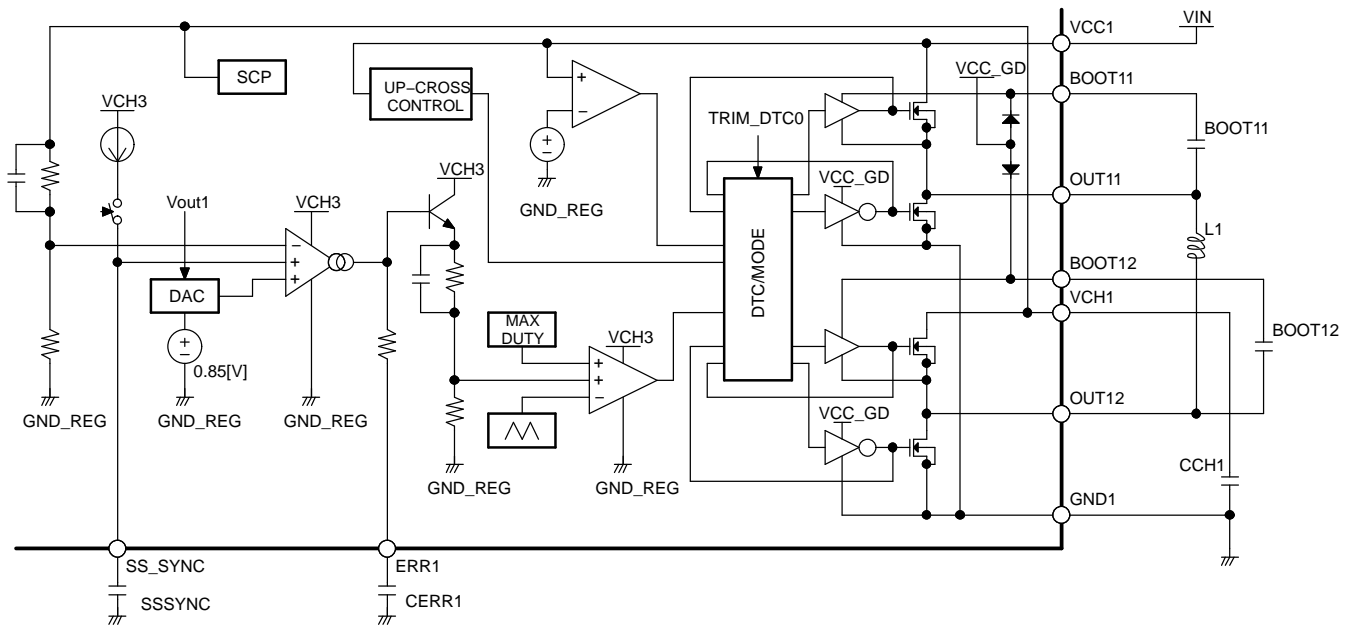 VCC1
VIN
SCP
UP-CROSS
CONTROL
VCC_GD
BOOT11
VCH3
TRIM_DTC0
BOOT11
VCH3
VCC_GD
OUT11
Vout1
VCH3
GND_REG
L1
DTC/MODE
BOOT12
DAC
VCH1
MAX
DUTY
VCH3
BOOT12
0.85[V]
GND_REG
GND_REG
GND_REG
VCC_GD
OUT12
GND_REG
GND_REG
CCH1
GND1
SS_SYNC
ERR1
SSSYNC
CERR1